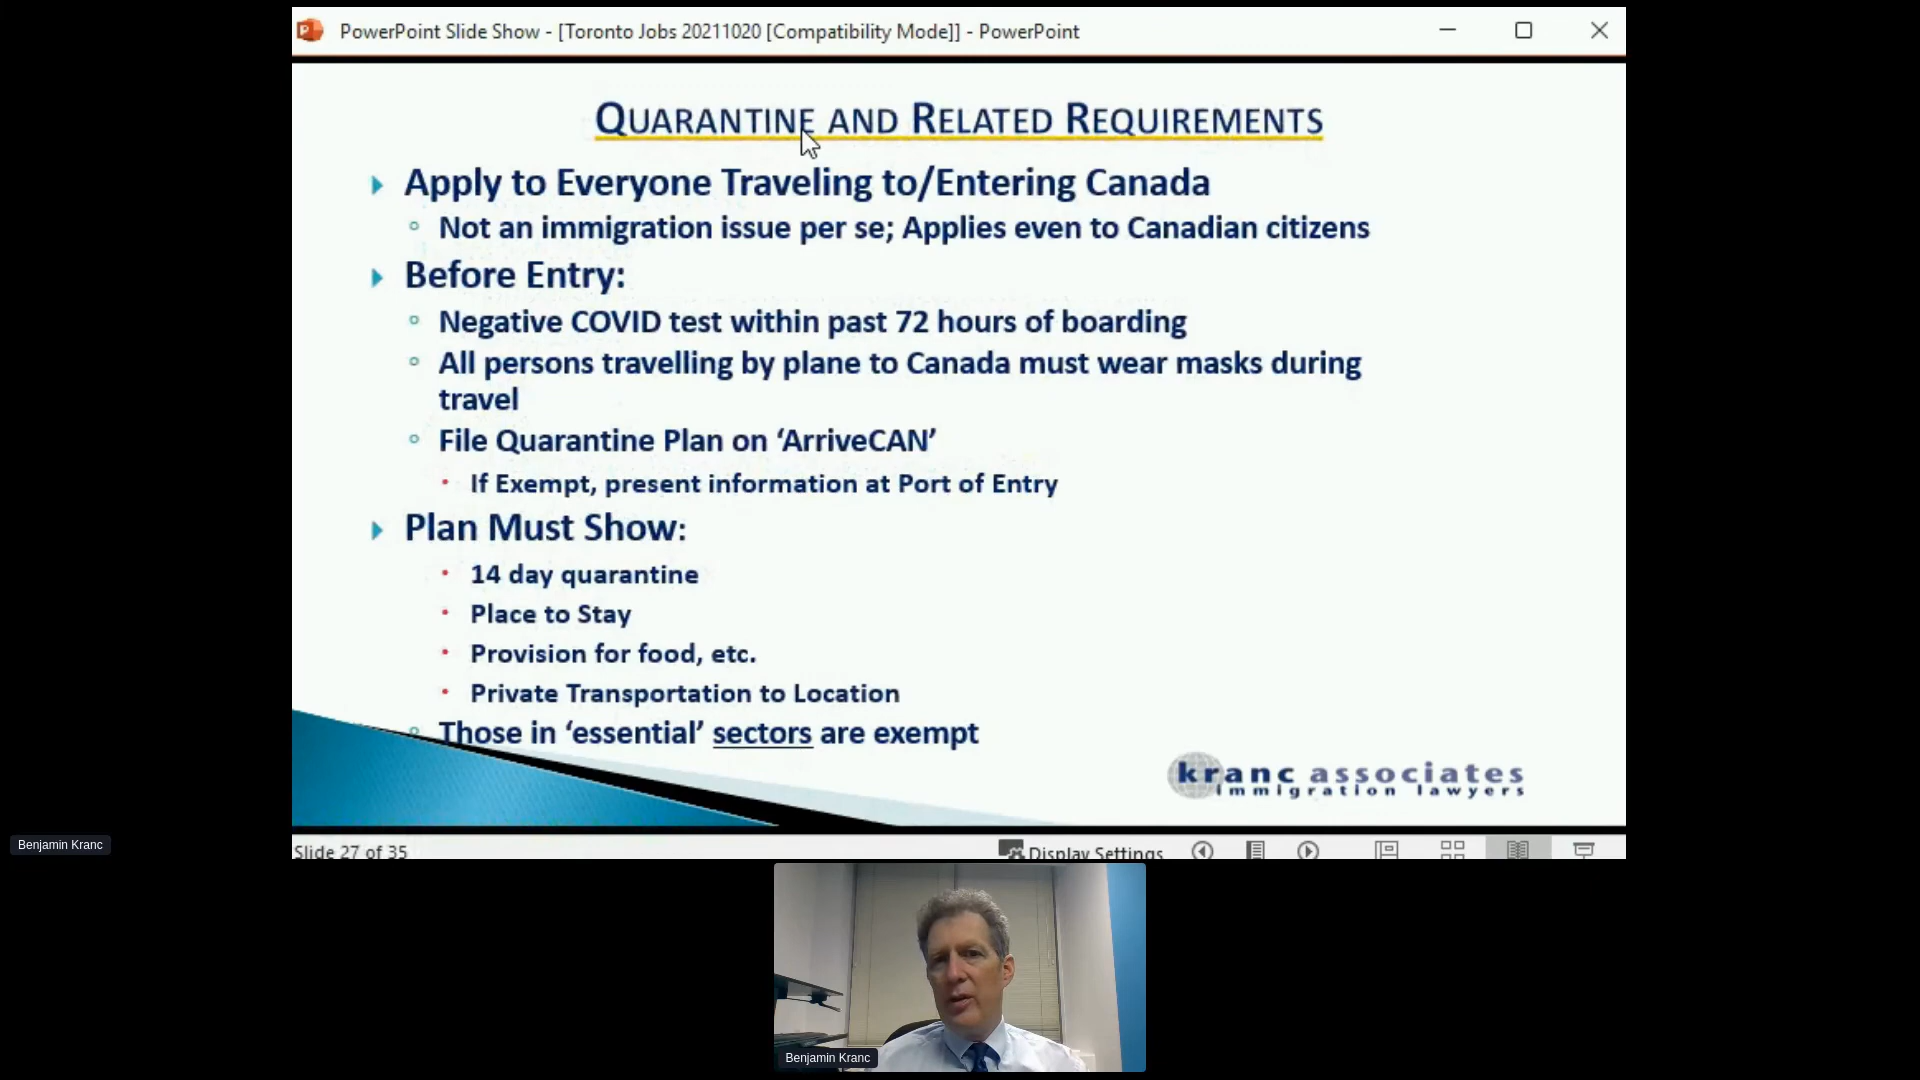 PowerPoint Slide Show - [Toronto Jobs 20211020 [Compatibility Mode]] - PowerPoint
QUARANTINE AND RELATED REQUIREMENTS
Apply to Everyone Traveling to/Entering Canada
Not an immigration issue per se; Applies even to Canadian citizens
Before Entry:
Negative COVID test within past 72 hours of boarding
All persons travelling by plane to Canada must wear masks during
travel
File Quarantine Plan on ‘ArriveCAN’
If Exempt, present information at Port of Entry
Plan Must Show:
14 day quarantine
Place to Stay
Provision for food, etc.
Private Transportation to Location
Those in ‘essential’ sectors are exempt
kranc associates
immigration lawyers
Benjamin Kranc
Slide 27 of 35
Display Settings
Benjamin Kranc